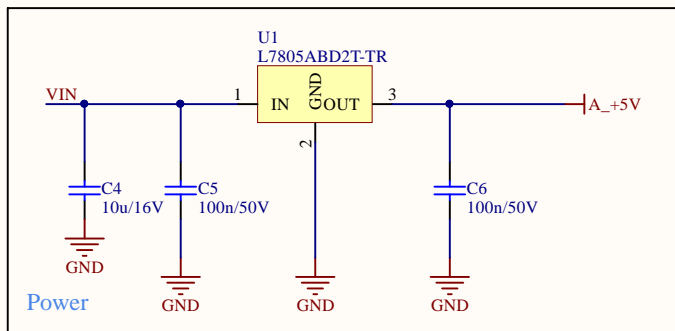 U1
L7805ABD2T-TR
VIN
1
IN
GND
OUT
3
A_+5V
2
C4
10u/16V
C5
100n/50V
C6
100n/50V
GND
GND
GND
GND
Power